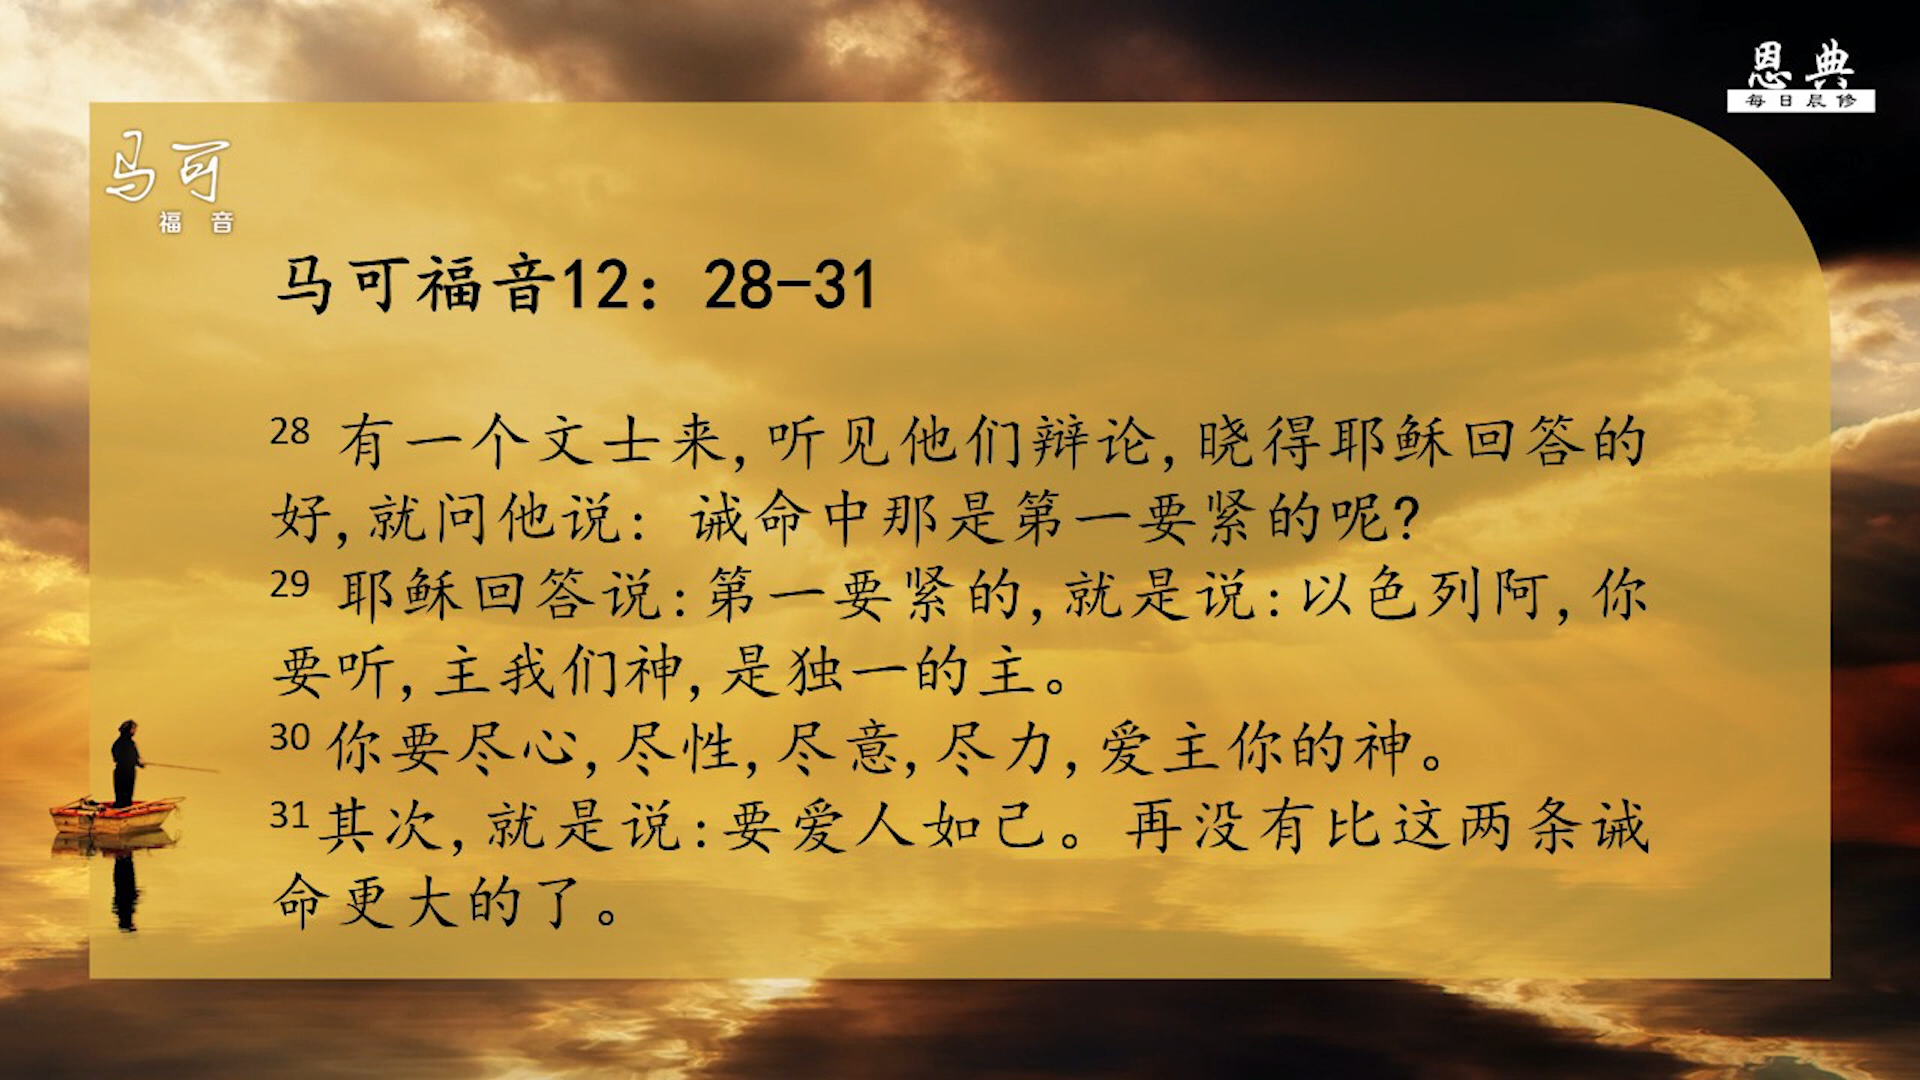 恩典
每日晨修
马可
福音
马可福音12：28-31
28 有一个文士来,听见他们辩论,晓得耶稣回答的
好,就问他说: 诫命中那是第一要紧的呢?
29 耶稣回答说:第一要紧的,就是说:以色列阿,你
要听,主我们神,是独一的主。
30 你要尽心,尽性,尽意,尽力,爱主你的神。
31 其次,就是说:要爱人如己。再没有比这两条诫
命更大的了。